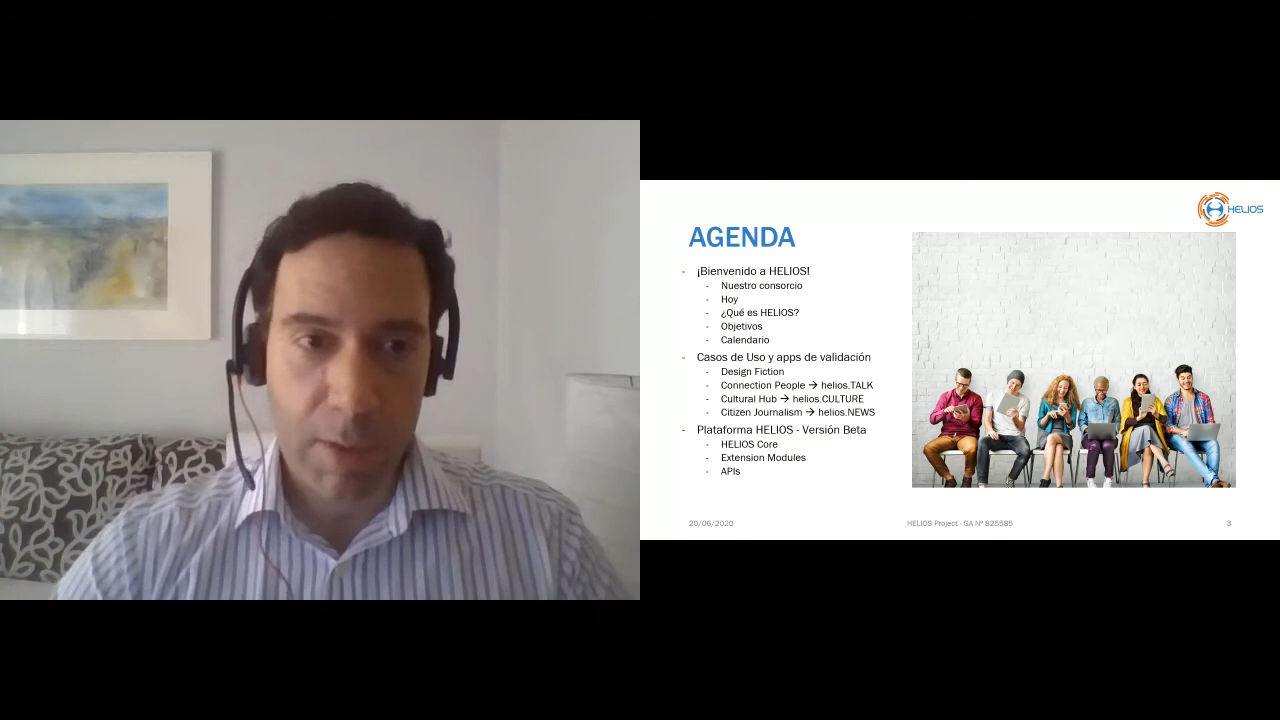 HELIOS
AGENDA
- ¡Bienvenido a HELIOS!
- Nuestro consorcio
- Hoy
- ¿Qué es HELIOS?
- Objetivos
- Calendario
- Casos de Uso y apps de validación
- Design Fiction
- Connection People → helios.TALK
- Cultural Hub → helios.CULTURE
- Citizen Journalism → helios.NEWS
- Plataforma HELIOS - Versión Beta
- HELIOS Core
- Extension Modules
- APIs
20/06/2020
HELIOS Project - GA Nº 825585
3